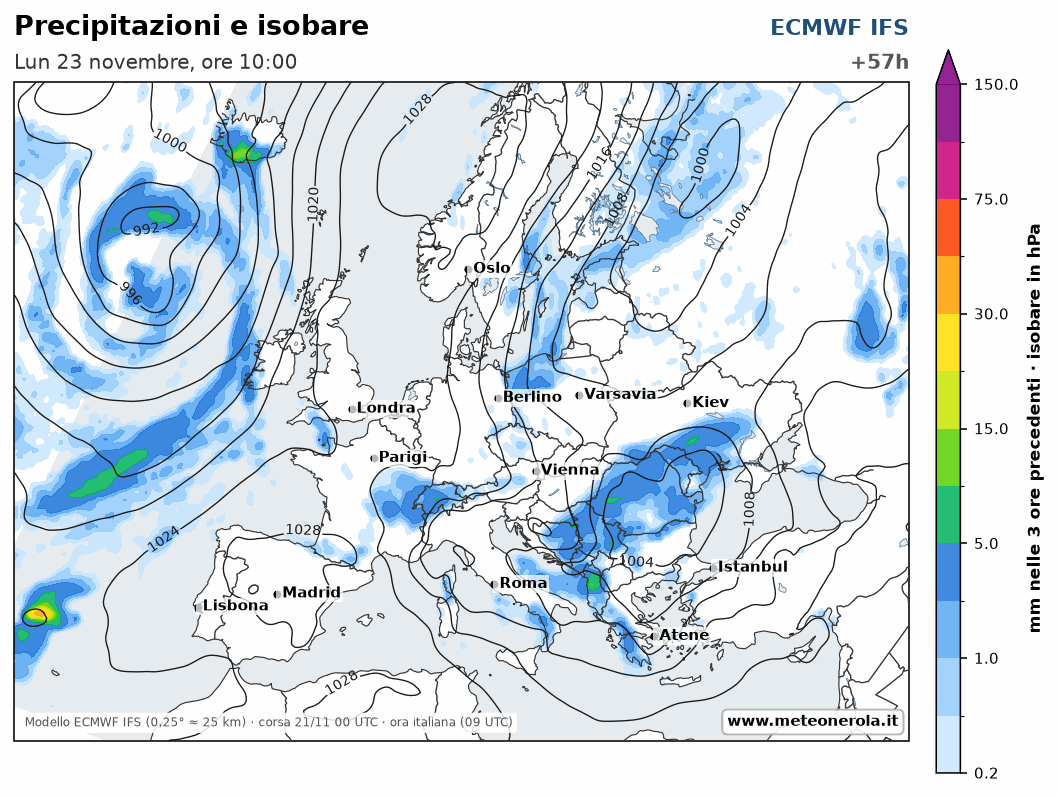 Precipitazioni e isobare
ECMWF IFS
Lun 23 novembre, ore 10:00
+57h
150.0
75.0
30.0
15.0
5.0
1.0
0.2
mm nelle 3 ore precedenti · isobare in hPa
1028
1000
1016
1000
1020
1008
1004
992
996
Oslo
Berlino
Varsavia
Kiev
Londra
Parigi
Vienna
1008
1028
1024
1004
Istanbul
Roma
Madrid
Lisbona
Atene
1028
Modello ECMWF IFS (0,25° ≈ 25 km) · corsa 21/11 00 UTC · ora italiana (09 UTC)
www.meteonerola.it